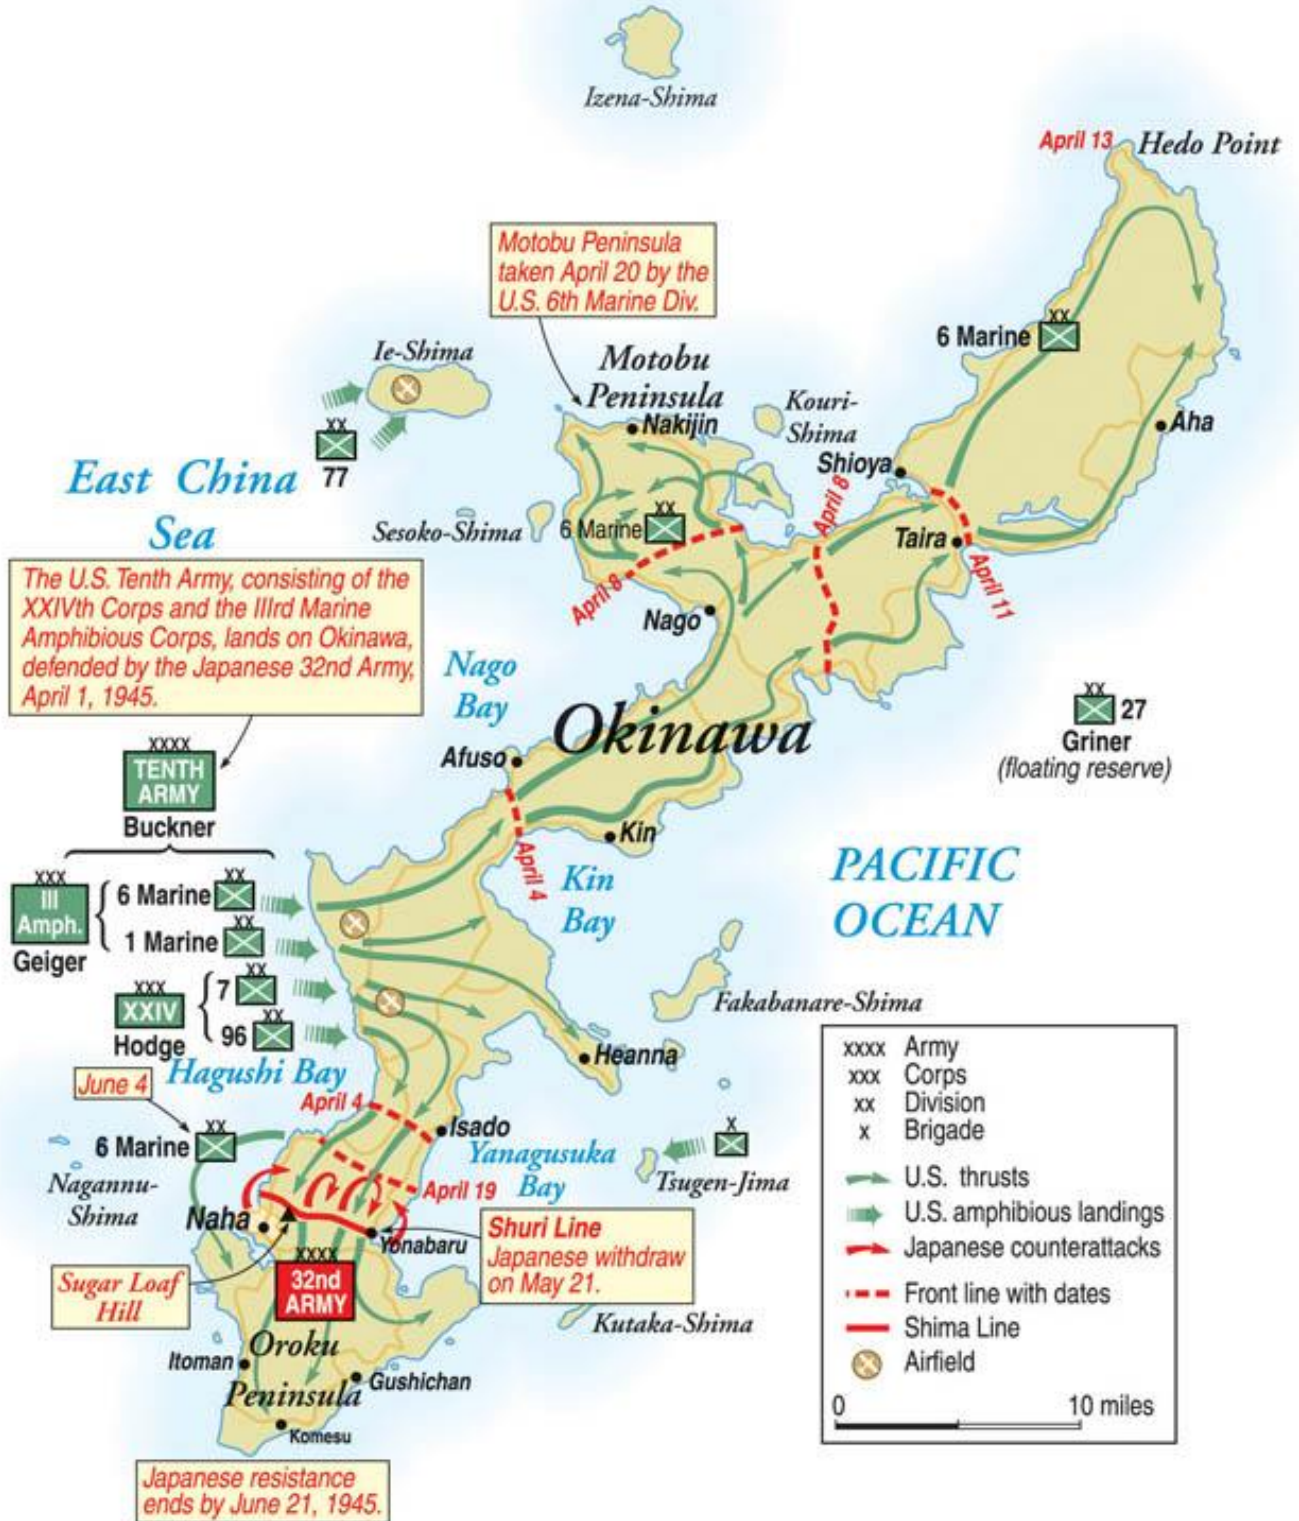 Izena-Shima
April 13
Hedo Point
Motobu Peninsula
taken April 20 by the
U.S. 6th Marine Div.
XX
6 Marine
Ie-Shima
Motobu
Peninsula
Kouri-
Shima
Nakijin
Aha
XX
77
East China
Sea
Shioya
April 8
Sesoko-Shima
XX
6 Marine
Taira
April 8
April 11
Nago
The U.S. Tenth Army, consisting of the
XXIVth Corps and the IIIrd Marine
Amphibious Corps, lands on Okinawa,
defended by the Japanese 32nd Army,
April 1, 1945.
Nago
Bay
Okinawa
XX
27
Griner
(floating reserve)
Afuso
XXXX
TENTH
ARMY
Buckner
Kin
April 4
Kin
Bay
PACIFIC
OCEAN
XXX
III
Amph.
Geiger
XX
6 Marine
XX
1 Marine
XXX
XXIV
Hodge
XX
7
XX
96
Fakabanare-Shima
Heanna
Hagushi Bay
June 4
April 4
XX
6 Marine
Isado
Yanagusuka
Bay
X
Tsugen-Jima
Nagannu-
Shima
April 19
Naha
Yonabaru
Shuri Line
Japanese withdraw
on May 21.
Sugar Loaf
Hill
XXXX
32nd
ARMY
Kutaka-Shima
Oroku
Peninsula
Itoman
Gushichan
Komesu
Japanese resistance
ends by June 21, 1945.
xxxx Army
xxx Corps
xx Division
x Brigade
U.S. thrusts
U.S. amphibious landings
Japanese counterattacks
Front line with dates
Shima Line
Airfield
0 10 miles